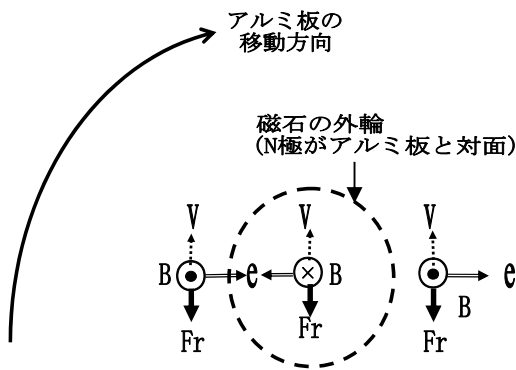 アルミ板の
移動方向
磁石の外輪
(N極がアルミ板と対面)
V V V
B e B e
B
Fr Fr Fr